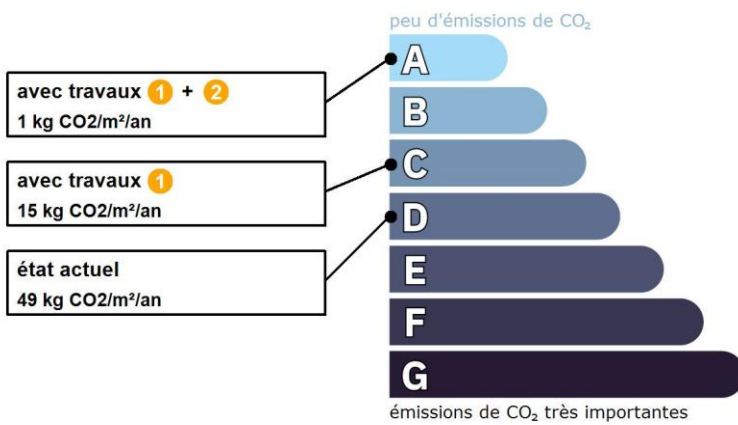 peu d'émissions de CO₂
avec travaux 1 + 2
1 kg CO2/m²/an
avec travaux 1
15 kg CO2/m²/an
état actuel
49 kg CO2/m²/an
A
B
C
D
E
F
G
émissions de CO₂ très importantes